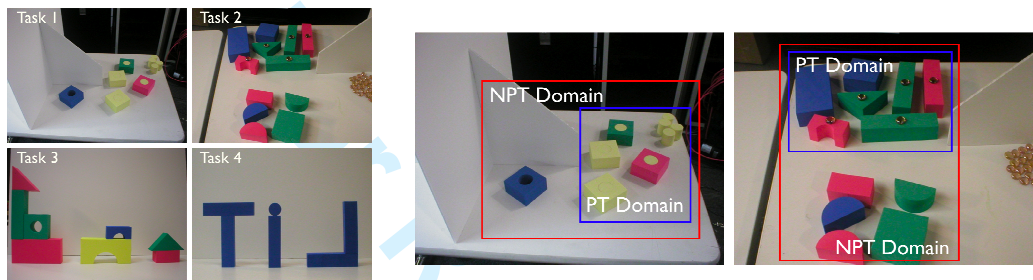 Task 1
Task 2
Task 3
Task 4
NPT Domain
PT Domain
PT Domain
NPT Domain